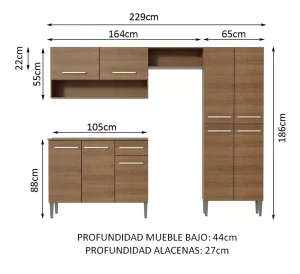 229cm
164cm
65cm
22cm
55cm
186cm
105cm
88cm
PROFUNDIDAD MUEBLE BAJO: 44cm
PROFUNDIDAD ALACENAS: 27cm